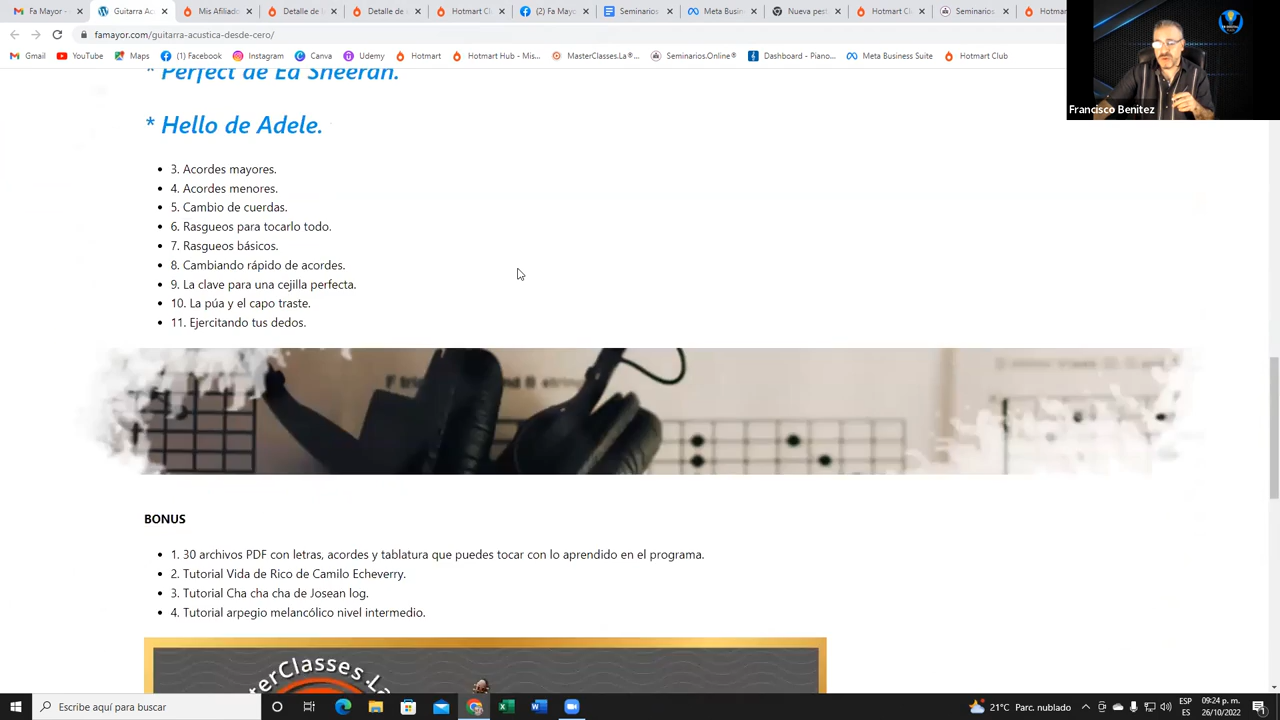 Fa Mayor -
Guitarra Ac
Mis Afiliado
Detalle de
Detalle de
Hotmart C
(2) Fa Mayo
Seminarios
Meta Busin
Nueva pest
Hotmart Cl
Seminarios
Hotma
famayor.com/guitarra-acustica-desde-cero/
Gmail
YouTube
Maps
(1) Facebook
Instagram
Canva
Udemy
Hotmart
Hotmart Hub - Mis...
MasterClasses.La®...
Seminarios.Online®
Dashboard - Piano...
Meta Business Suite
Hotmart Club
Francisco Benitez
* Perfect de Ed Sheeran.
* Hello de Adele.
3. Acordes mayores.
4. Acordes menores.
5. Cambio de cuerdas.
6. Rasgueos para tocarlo todo.
7. Rasgueos básicos.
8. Cambiando rápido de acordes.
9. La clave para una cejilla perfecta.
10. La púa y el capo traste.
11. Ejercitando tus dedos.
BONUS
1. 30 archivos PDF con letras, acordes y tablatura que puedes tocar con lo aprendido en el programa.
2. Tutorial Vida de Rico de Camilo Echeverry.
3. Tutorial Cha cha cha de Josean log.
4. Tutorial arpegio melancólico nivel intermedio.
terClasses.La
Escribe aquí para buscar
21°C Parc. nublado
ESP
ES
09:24 p. m.
26/10/2022